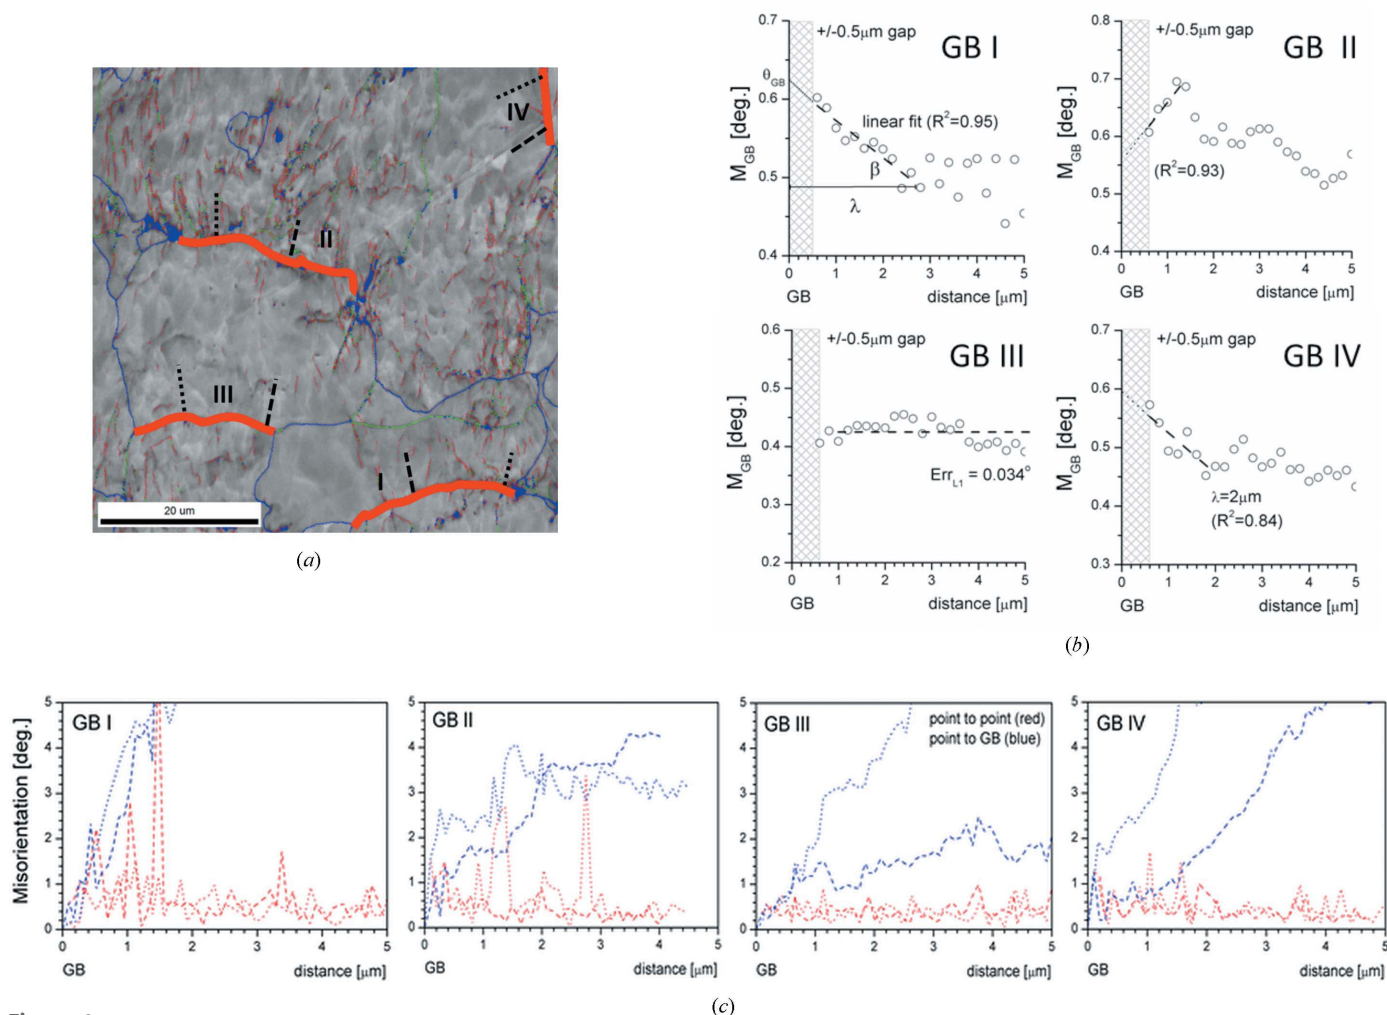 IV
II
III
I
20 um
(a)
0.7
0.6
0.5
0.4
θGB
MGB [deg.]
+/-0.5μm gap
GB I
linear fit (R²=0.95)
β
λ
0 1 2 3 4 5
GB distance [μm]
0.8
0.7
0.6
0.5
0.4
MGB [deg.]
+/-0.5μm gap
GB II
(R²=0.93)
0 1 2 3 4 5
GB distance [μm]
0.6
0.5
0.4
0.3
0.2
MGB [deg.]
+/-0.5μm gap
GB III
ErrL1 = 0.034°
0 1 2 3 4 5
GB distance [μm]
0.7
0.6
0.5
0.4
0.3
MGB [deg.]
+/-0.5μm gap
GB IV
λ=2μm
(R²=0.84)
0 1 2 3 4 5
GB distance [μm]
(b)
Misorientation [deg.]
5
4
3
2
1
0
GB I
0 1 2 3 4 5
GB distance [μm]
5
4
3
2
1
0
GB II
0 1 2 3 4 5
GB distance [μm]
5
4
3
2
1
0
GB III
point to point (red)
point to GB (blue)
0 1 2 3 4 5
GB distance [μm]
5
4
3
2
1
0
GB IV
0 1 2 3 4 5
GB distance [μm]
(c)